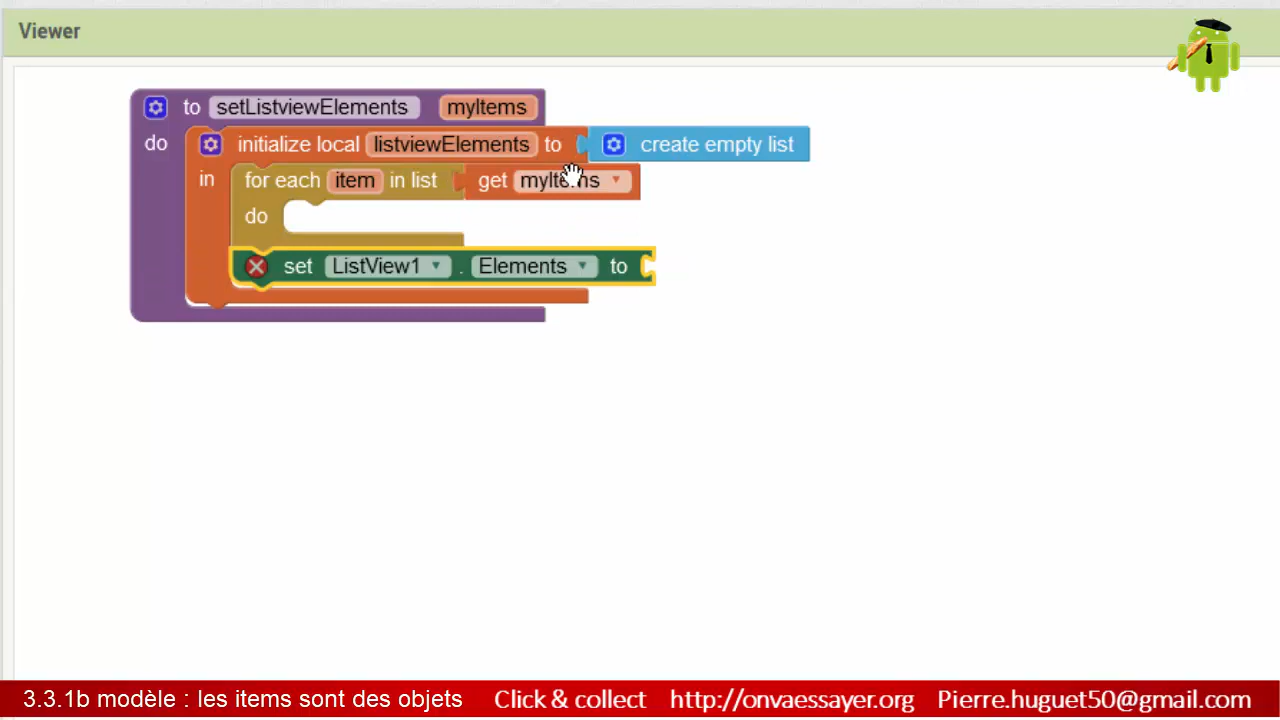 Viewer
to setListviewElements myItems
do initialize local listviewElements to create empty list
in for each item in list get myItems
do
set ListView1 . Elements to
3.3.1b modèle : les items sont des objets Click & collect http://onvaessayer.org Pierre.huguet50@gmail.com